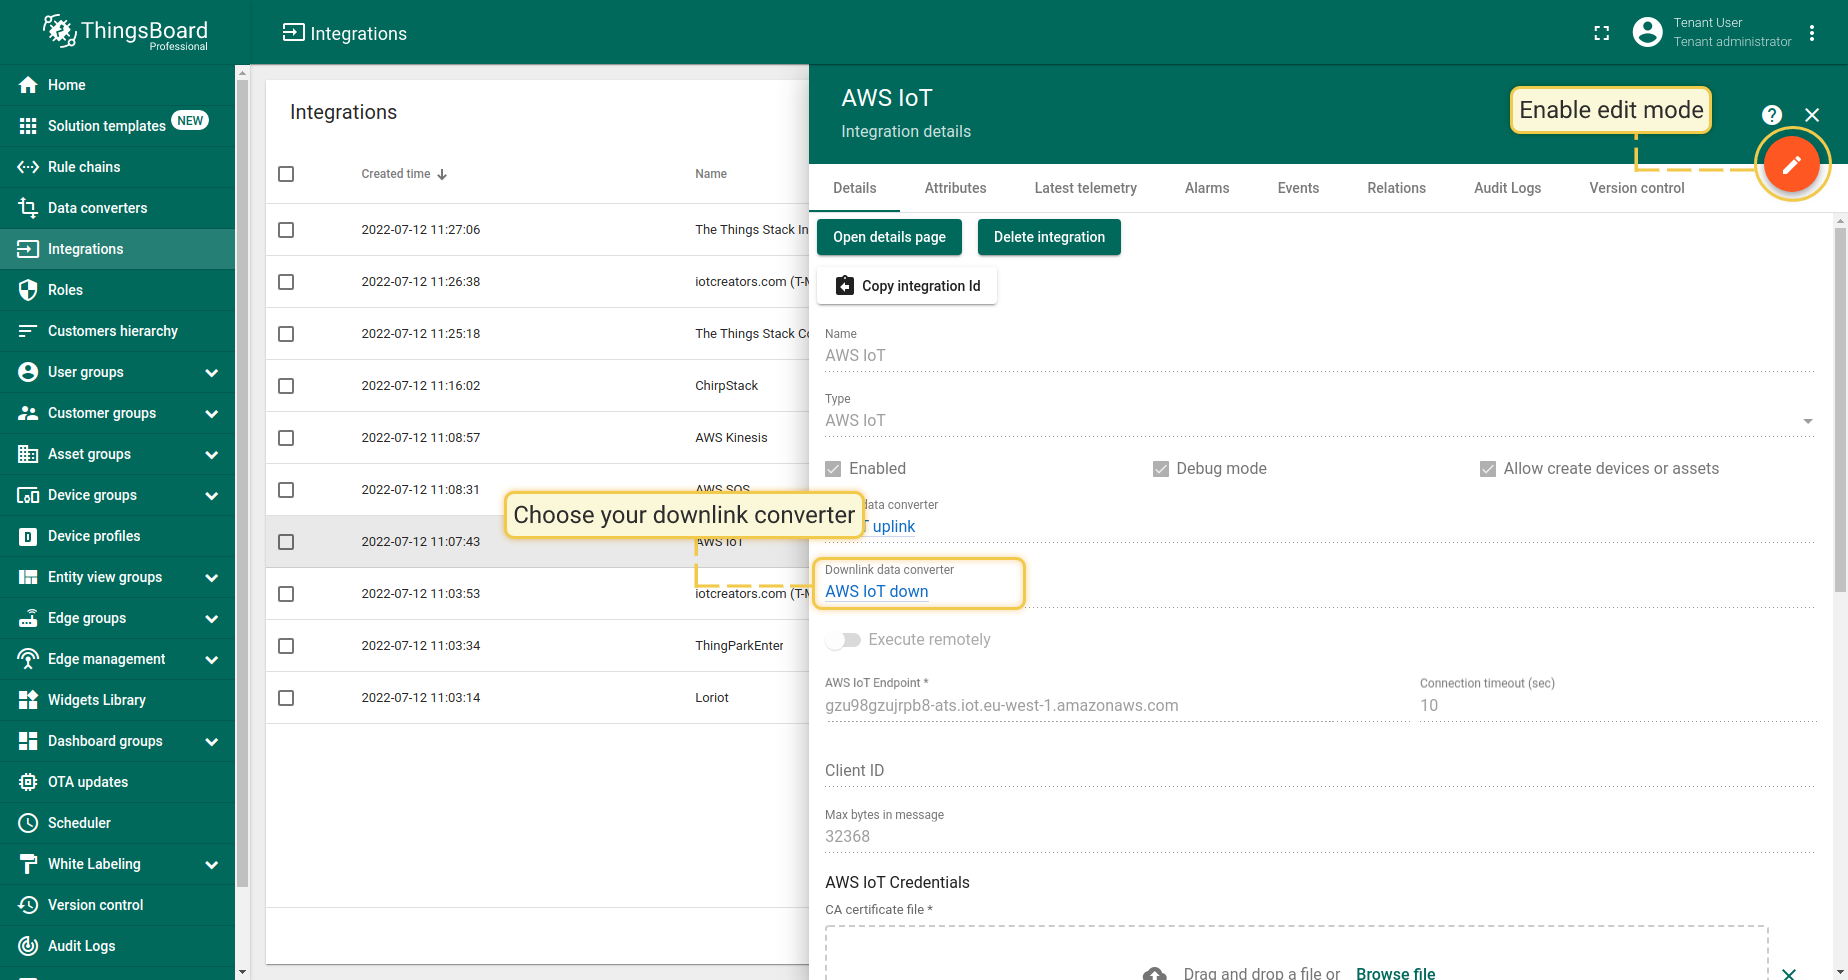 ThingsBoard
Professional
Integrations
Tenant User
Tenant administrator
Home
Solution templates NEW
Rule chains
Data converters
Integrations
Roles
Customers hierarchy
User groups
Customer groups
Asset groups
Device groups
Device profiles
Entity view groups
Edge groups
Edge management
Widgets Library
Dashboard groups
OTA updates
Scheduler
White Labeling
Version control
Audit Logs
Integrations
Created time Name
2022-07-12 11:27:06 The Things Stack In
2022-07-12 11:26:38 iotcreators.com (T-M
2022-07-12 11:25:18 The Things Stack Co
2022-07-12 11:16:02 ChirpStack
2022-07-12 11:08:57 AWS Kinesis
2022-07-12 11:08:31 AWS SQS
2022-07-12 11:07:43 AWS IoT
2022-07-12 11:03:53 iotcreators.com (T-M
2022-07-12 11:03:34 ThingParkEnter
2022-07-12 11:03:14 Loriot
Choose your downlink converter
AWS IoT
Integration details
Enable edit mode
Details Attributes Latest telemetry Alarms Events Relations Audit Logs Version control
Open details page Delete integration
Copy integration Id
Name
AWS IoT
Type
AWS IoT
Enabled Debug mode Allow create devices or assets
data converter
T uplink
Downlink data converter
AWS IoT down
Execute remotely
AWS IoT Endpoint * Connection timeout (sec)
gzu98gzujrpb8-ats.iot.eu-west-1.amazonaws.com 10
Client ID
Max bytes in message
32368
AWS IoT Credentials
CA certificate file *
Drag and drop a file or Browse file